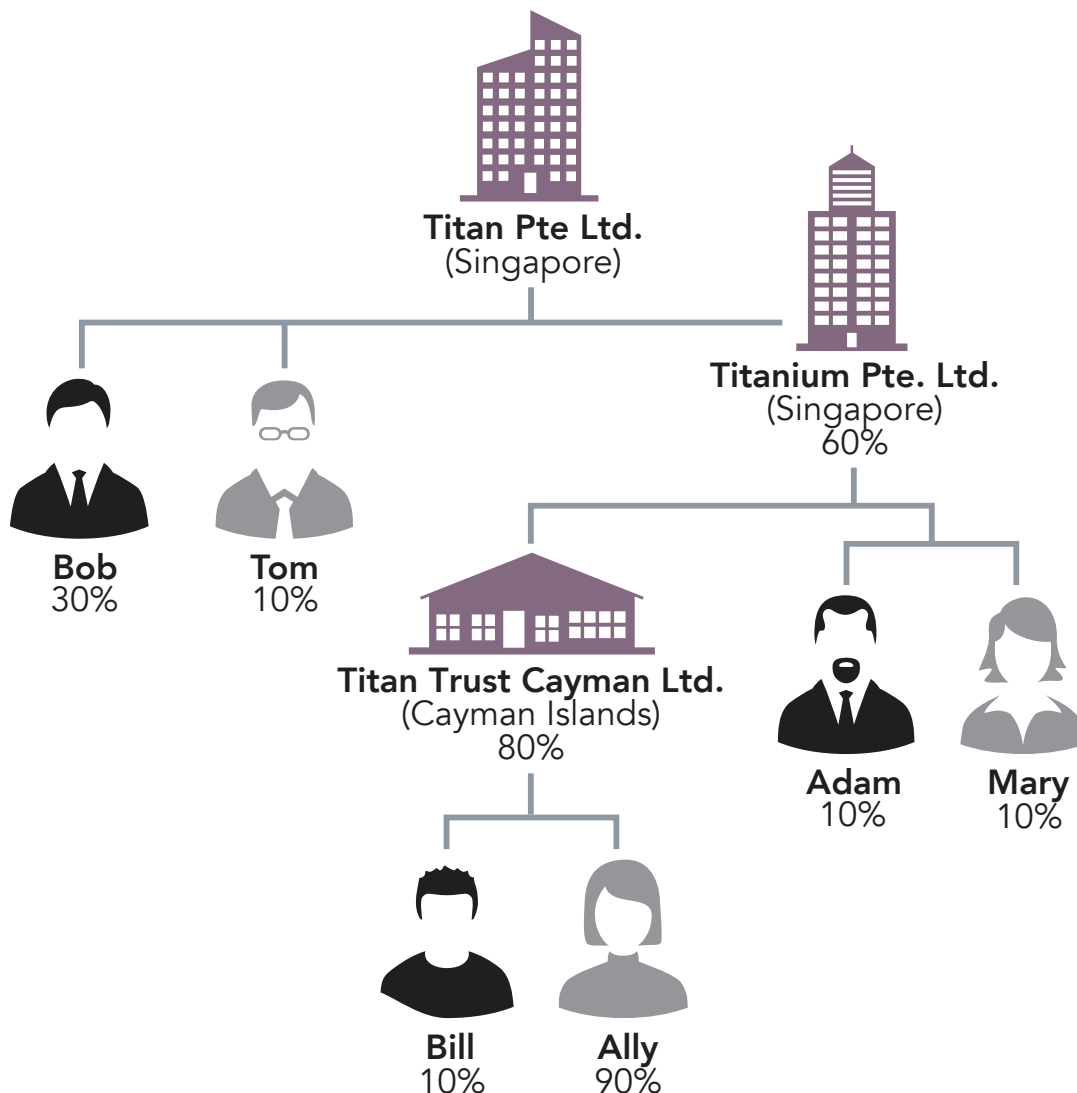 Titan Pte Ltd.
(Singapore)
Titanium Pte. Ltd.
(Singapore)
60%
Bob
30%
Tom
10%
Titan Trust Cayman Ltd.
(Cayman Islands)
80%
Adam
10%
Mary
10%
Bill
10%
Ally
90%